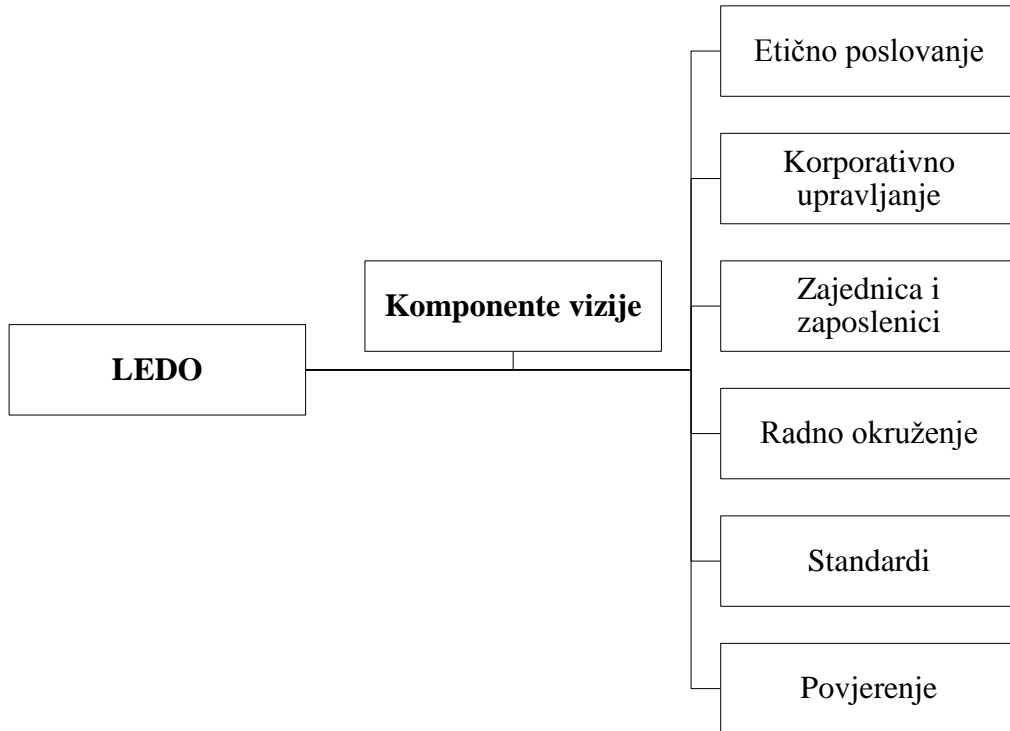 LEDO
Komponente vizije
Etično poslovanje
Korporativno
upravljanje
Zajednica i
zaposlenici
Radno okruženje
Standardi
Povjerenje